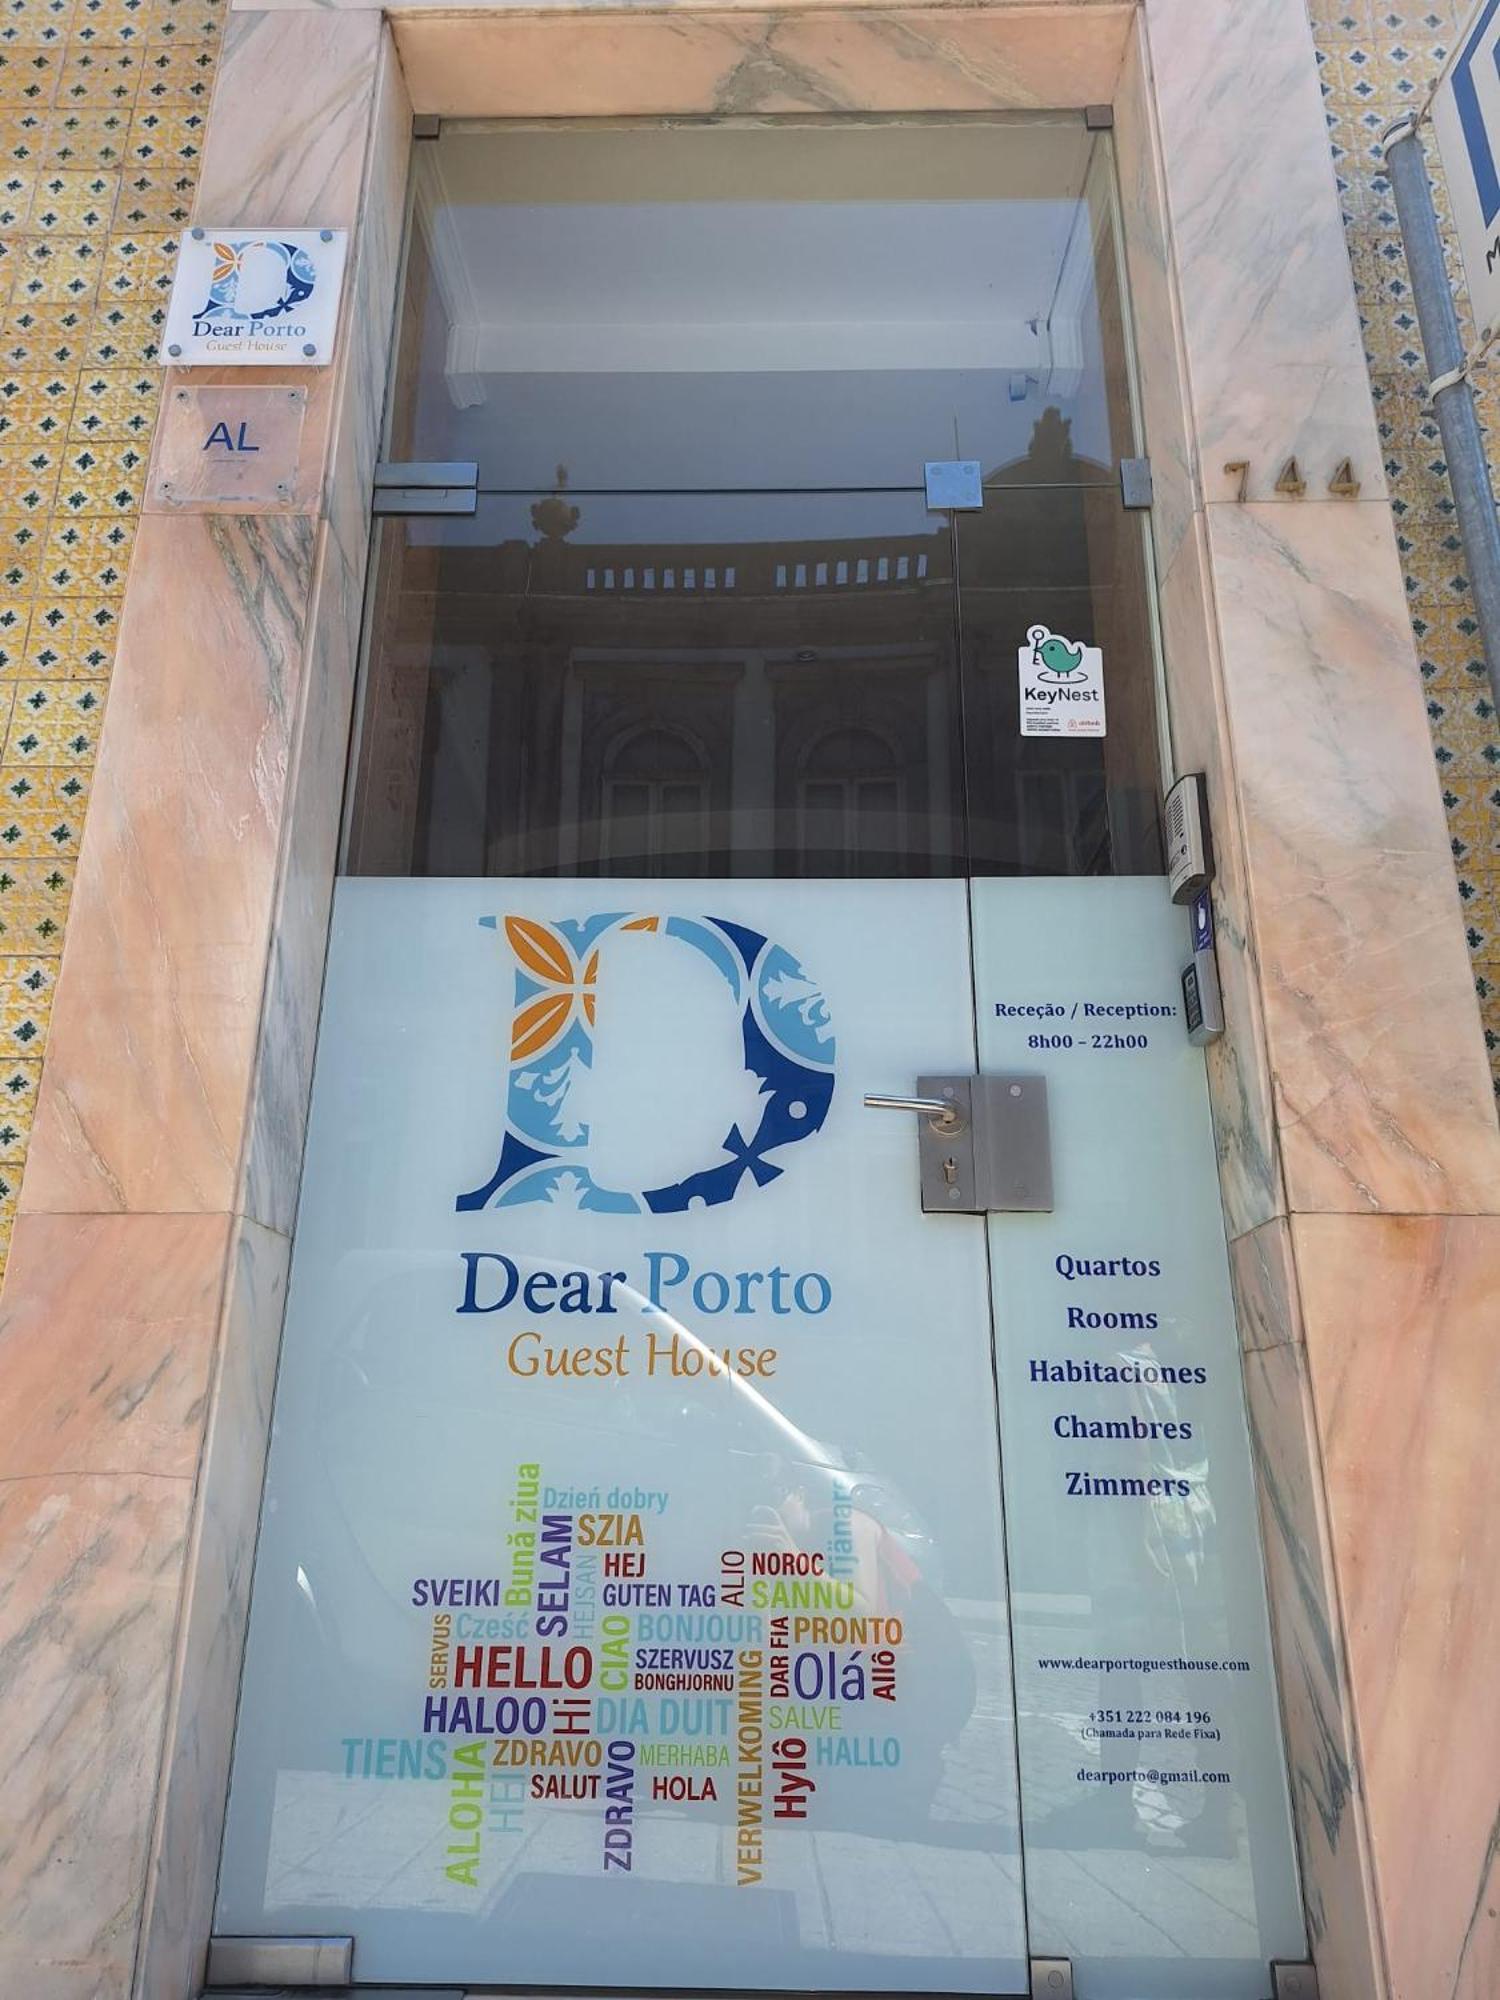 Dear Porto
Guest House
AL
744
KeyNest
airbnb
Receção / Reception:
8h00 – 22h00
Dear Porto
Guest House
Quartos
Rooms
Habitaciones
Chambres
Zimmers
Bună ziua
Dzień dobry
SELAM
SZIA
HEJSAN
HEJ
ALIO
NOROC
Tjänare
SVEIKI
GUTEN TAG
SANNU
SERVUS
Cześć
CIAO
BONJOUR
DAR FIA
PRONTO
HELLO
SZERVUSZ
BONGHJORNU
VERWELKOMING
Olá
Allô
HALOO
Hi
DIA DUIT
SALVE
TIENS
ALOHA
ZDRAVO
ZDRAVO
MERHABA
Hylô
HALLO
HEI
SALUT
HOLA
www.dearportoguesthouse.com
+351 222 084 196
(Chamada para Rede Fixa)
dearporto@gmail.com